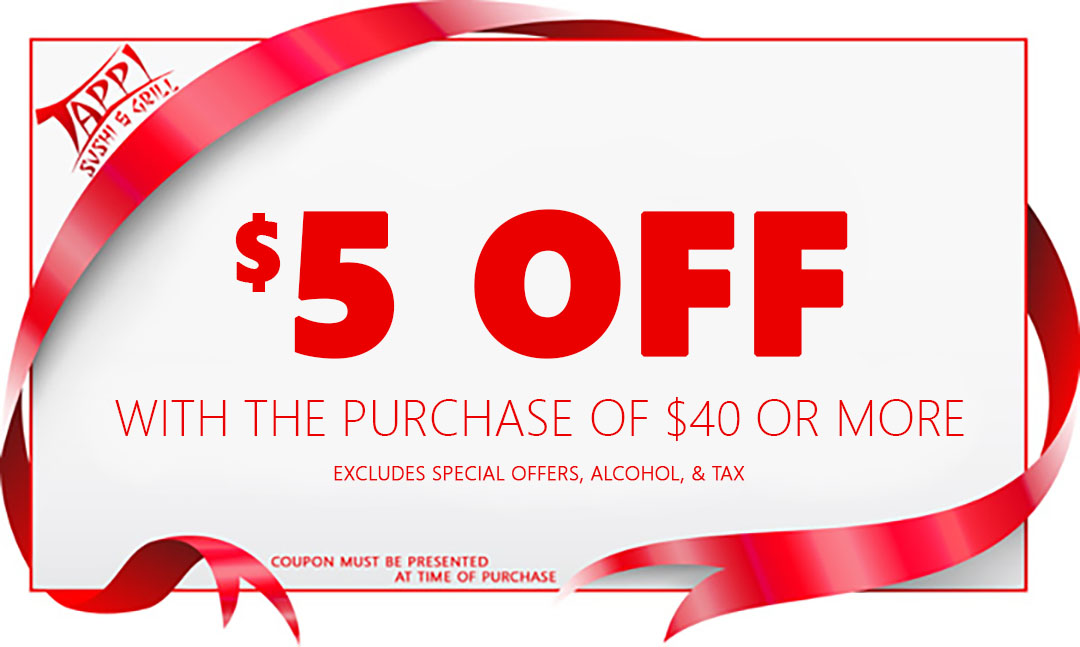 TAPPI
SUSHI & GRILL
$5 OFF
WITH THE PURCHASE OF $40 OR MORE
EXCLUDES SPECIAL OFFERS, ALCOHOL, & TAX
COUPON MUST BE PRESENTED
AT TIME OF PURCHASE